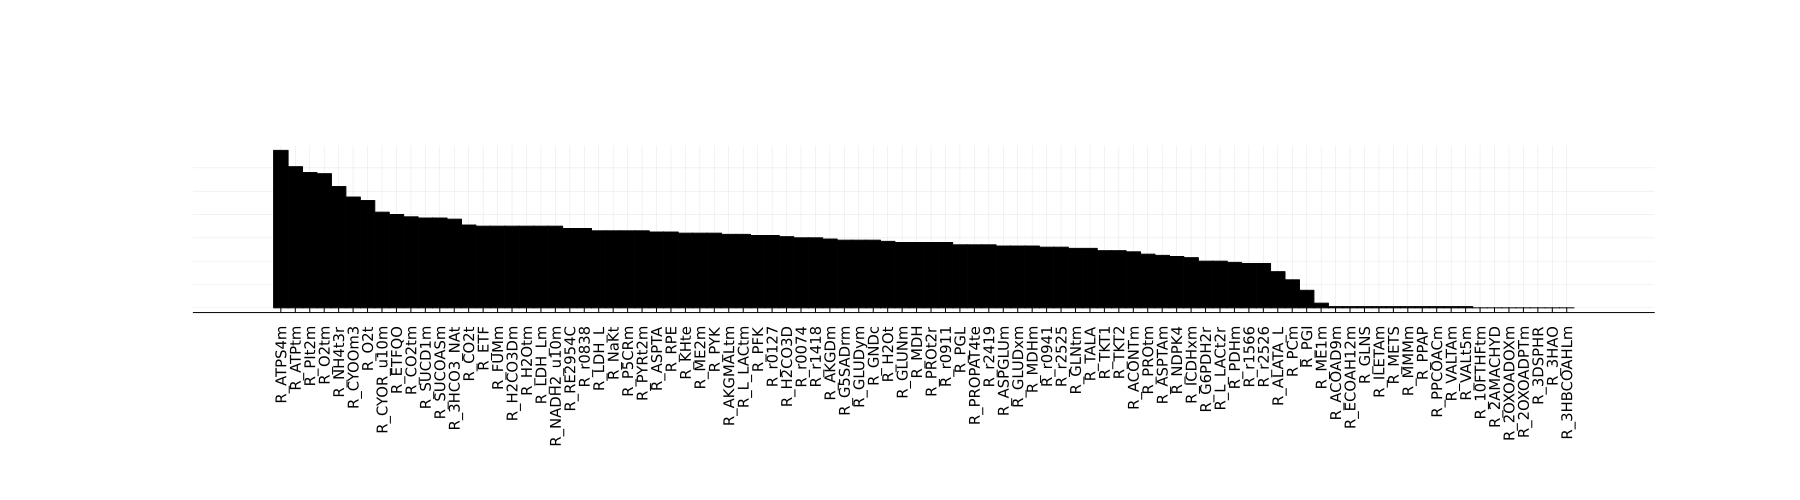 R_ATPS4m
R_ATPtm
R_PIt2m
R_O2tm
R_NH4t3r
R_CYOOm3
R_O2t
R_CYOR_u10m
R_ETFQO
R_CO2tm
R_SUCD1m
R_SUCOASm
R_3HCO3_NAt
R_CO2t
R_ETF
R_FUMm
R_H2CO3Dm
R_H2Otm
R_LDH_Lm
R_NADH2_u10m
R_RE2954C
R_r0838
R_LDH_L
R_NaKt
R_P5CRm
R_PYRt2m
R_ASPTA
R_RPE
R_KHte
R_ME2m
R_PYK
R_AKGMALtm
R_L_LACtm
R_PFK
R_r0127
R_H2CO3D
R_r0074
R_r1418
R_AKGDm
R_G5SADrm
R_GLUDym
R_GNDc
R_H2Ot
R_GLUNm
R_MDH
R_PROt2r
R_r0911
R_PGL
R_PROPAT4te
R_r2419
R_ASPGLUm
R_GLUDxm
R_MDHm
R_r0941
R_r2525
R_GLNtm
R_TALA
R_TKT1
R_TKT2
R_ACONTm
R_PROtm
R_ASPTAm
R_NDPK4
R_ICDHxm
R_G6PDH2r
R_L_LACt2r
R_PDHm
R_r1566
R_r2526
R_ALATA_L
R_PCm
R_PGI
R_ME1m
R_ACOAD9m
R_ECOAH12m
R_GLNS
R_ILETAm
R_METS
R_MMMm
R_PPAP
R_PPCOACm
R_VALTAm
R_VALt5m
R_10FTHFtm
R_2AMACHYD
R_2OXOADOXm
R_2OXOADPTm
R_3DSPHR
R_3HAO
R_3HBCOAHLm